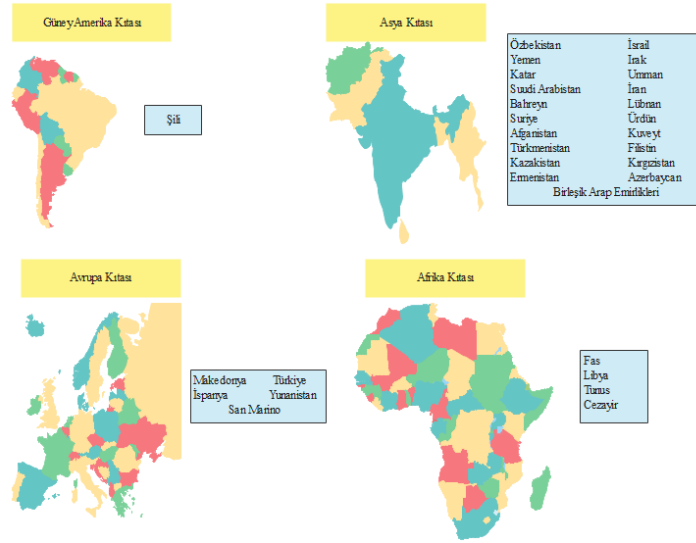 Güney Amerika Kıtası
Şili
Asya Kıtası
Özbekistan İsrail
Yemen Irak
Katar Umman
Suudi Arabistan İran
Bahreyn Lübnan
Suriye Ürdün
Afganistan Kuveyt
Türkmenistan Filistin
Kazakistan Kırgızistan
Ermenistan Azerbaycan
Birleşik Arap Emirlikleri
Avrupa Kıtası
Makedonya Türkiye
İspanya Yunanistan
San Marino
Afrika Kıtası
Fas
Libya
Tunus
Cezayir